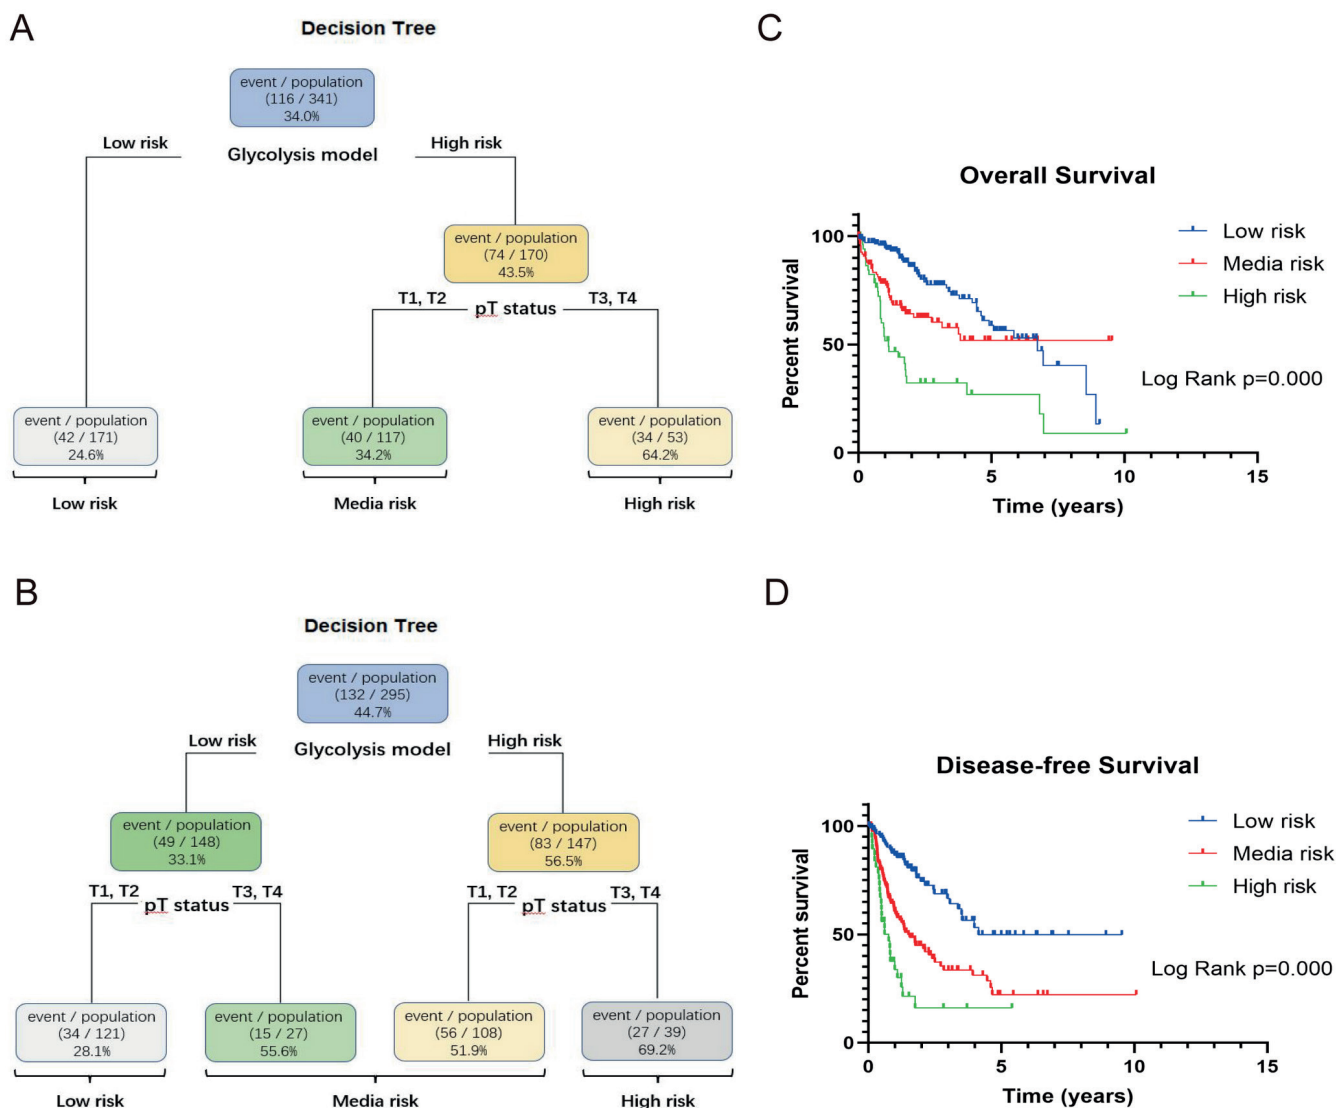 A
Decision Tree
event / population
(116 / 341)
34.0%
Low risk
Glycolysis model
High risk
event / population
(74 / 170)
43.5%
T1, T2
pT status
T3, T4
event / population
(42 / 171)
24.6%
event / population
(40 / 117)
34.2%
event / population
(34 / 53)
64.2%
Low risk
Media risk
High risk
B
Decision Tree
event / population
(132 / 295)
44.7%
Low risk
Glycolysis model
High risk
event / population
(49 / 148)
33.1%
event / population
(83 / 147)
56.5%
T1, T2
pT status
T3, T4
T1, T2
pT status
T3, T4
event / population
(34 / 121)
28.1%
event / population
(15 / 27)
55.6%
event / population
(56 / 108)
51.9%
event / population
(27 / 39)
69.2%
Low risk
Media risk
High risk
C
Overall Survival
Percent survival
100
50
0
0
5
10
15
Time (years)
Low risk
Media risk
High risk
Log Rank p=0.000
D
Disease-free Survival
Percent survival
100
50
0
0
5
10
15
Time (years)
Low risk
Media risk
High risk
Log Rank p=0.000